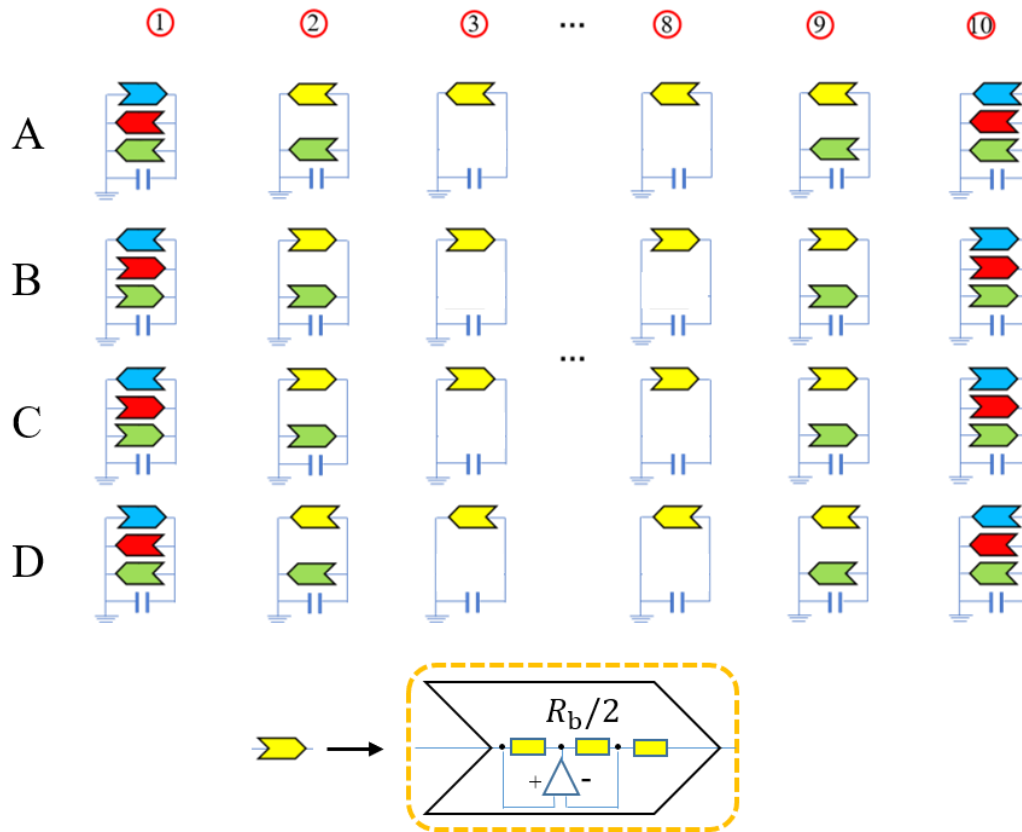 ① ② ③ ... ⑧ ⑨ ⑩
A
B
...
C
D
R_b/2
+ -